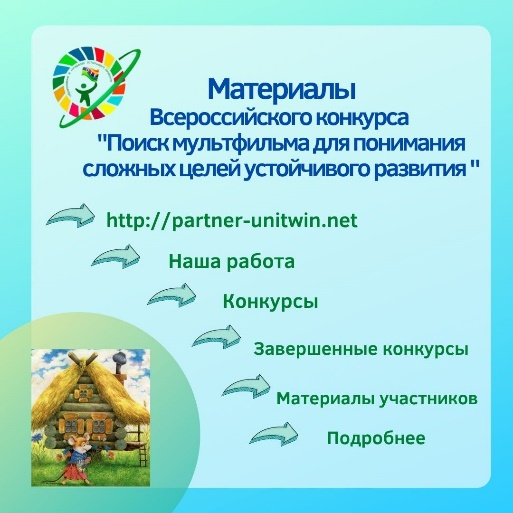 Материалы
Всероссийского конкурса
"Поиск мультфильма для понимания
сложных целей устойчивого развития "
http://partner-unitwin.net
Наша работа
Конкурсы
Завершенные конкурсы
Материалы участников
Подробнее